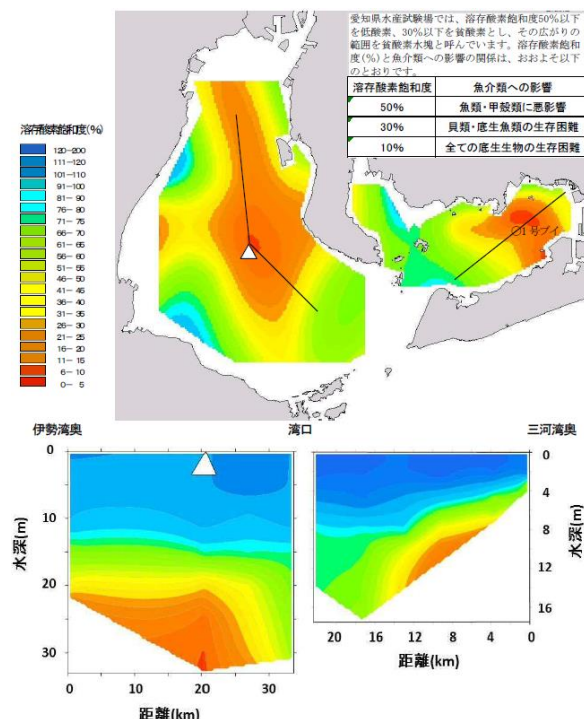 愛知県水産試験場では、溶存酸素飽和度50%以下
を低酸素、30%以下を貧酸素とし、その広がりの
範囲を貧酸素水塊と呼んでいます。溶存酸素飽和
度(%)と魚介類への影響の関係は、おおよそ以下
のとおりです。
溶存酸素飽和度 魚介類への影響
50% 魚類・甲殻類に悪影響
30% 貝類・底生魚類の生存困難
10% 全ての底生生物の生存困難
溶存酸素飽和度(%)
120-200
111-120
101-110
91-100
81-90
76-80
71-75
66-70
61-65
56-60
51-55
46-50
41-45
36-40
31-35
26-30
21-25
16-20
11-15
6-10
0-5
1号ブイ
伊勢湾奥 湾口 三河湾奥
水深(m)
0
10
20
30
0 10 20 30
距離(km)
0
4
8
12
16
水深(m)
20 16 12 8 4 0
距離(km)